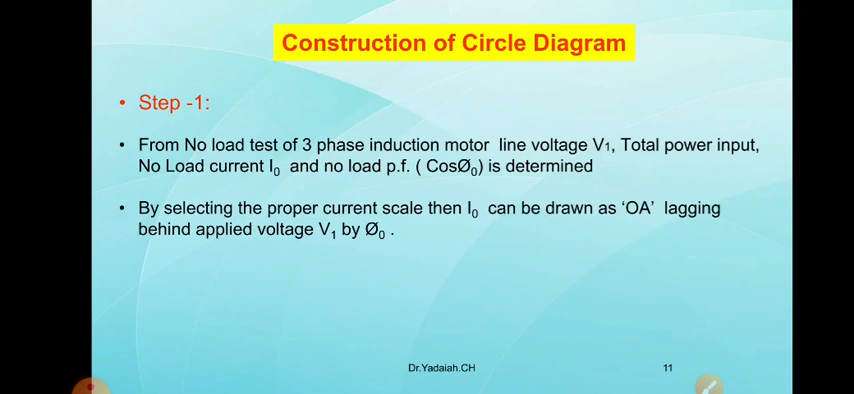 Construction of Circle Diagram
• Step -1:
• From No load test of 3 phase induction motor line voltage V1, Total power input,
No Load current I₀ and no load p.f. ( CosØ₀) is determined
• By selecting the proper current scale then I₀ can be drawn as ‘OA’ lagging
behind applied voltage V₁ by Ø₀ .
Dr.Yadaiah.CH
11